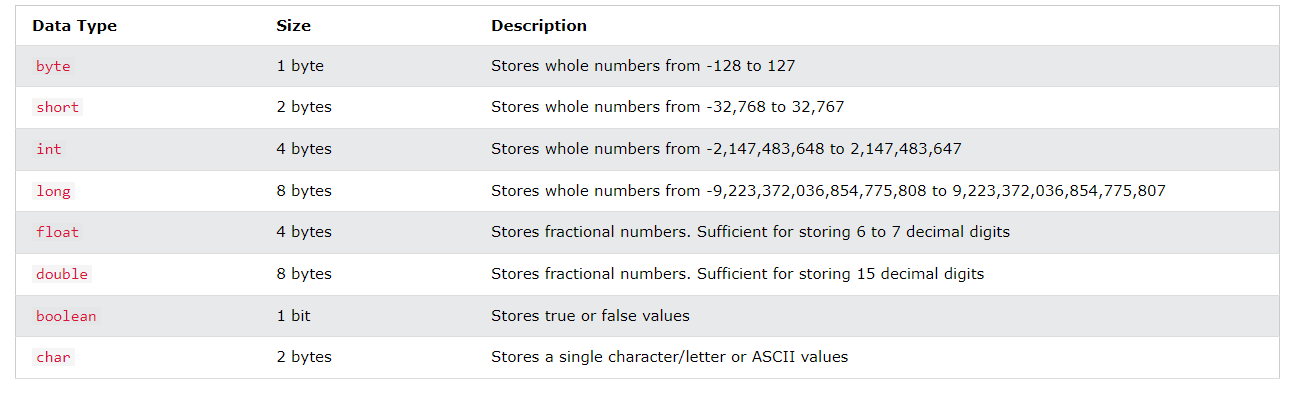 Data Type Size Description
byte 1 byte Stores whole numbers from -128 to 127
short 2 bytes Stores whole numbers from -32,768 to 32,767
int 4 bytes Stores whole numbers from -2,147,483,648 to 2,147,483,647
long 8 bytes Stores whole numbers from -9,223,372,036,854,775,808 to 9,223,372,036,854,775,807
float 4 bytes Stores fractional numbers. Sufficient for storing 6 to 7 decimal digits
double 8 bytes Stores fractional numbers. Sufficient for storing 15 decimal digits
boolean 1 bit Stores true or false values
char 2 bytes Stores a single character/letter or ASCII values